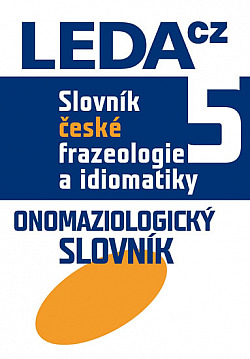 LEDA cz
Slovník
české
frazeologie
a idiomatiky
5
ONOMAZIOLOGICKÝ
SLOVNÍK